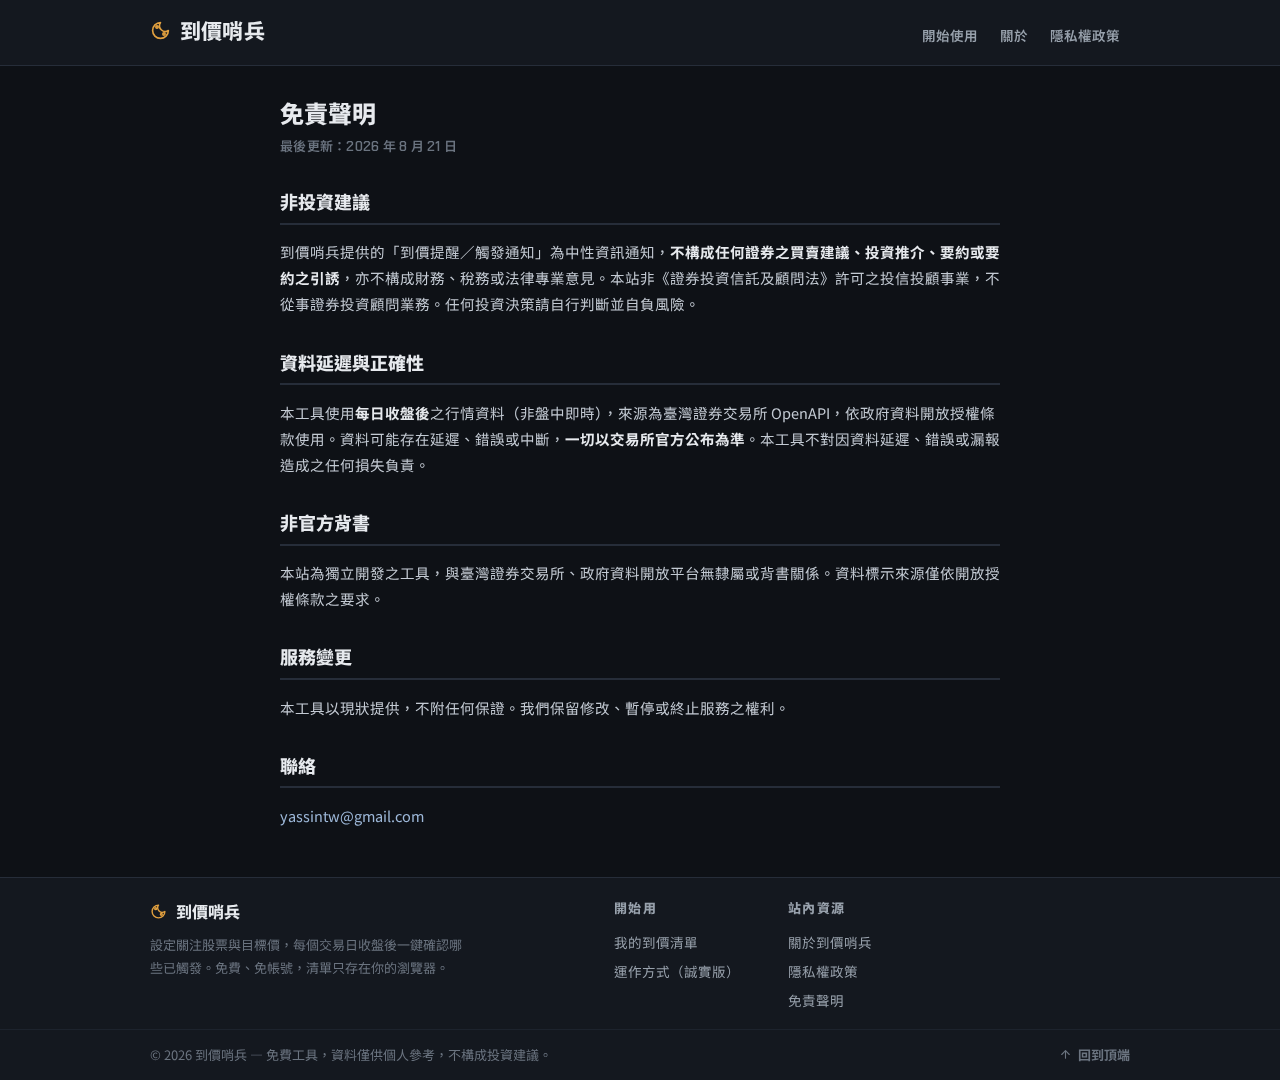 到價哨兵
開始使用 關於 隱私權政策
免責聲明
最後更新：2026 年 8 月 21 日
非投資建議
到價哨兵提供的「到價提醒／觸發通知」為中性資訊通知，不構成任何證券之買賣建議、投資推介、要約或要
約之引誘，亦不構成財務、稅務或法律專業意見。本站非《證券投資信託及顧問法》許可之投信投顧事業，不
從事證券投資顧問業務。任何投資決策請自行判斷並自負風險。
資料延遲與正確性
本工具使用每日收盤後之行情資料（非盤中即時），來源為臺灣證券交易所 OpenAPI，依政府資料開放授權條
款使用。資料可能存在延遲、錯誤或中斷，一切以交易所官方公布為準。本工具不對因資料延遲、錯誤或漏報
造成之任何損失負責。
非官方背書
本站為獨立開發之工具，與臺灣證券交易所、政府資料開放平台無隸屬或背書關係。資料標示來源僅依開放授
權條款之要求。
服務變更
本工具以現狀提供，不附任何保證。我們保留修改、暫停或終止服務之權利。
聯絡
yassintw@gmail.com
到價哨兵
設定關注股票與目標價，每個交易日收盤後一鍵確認哪
些已觸發。免費、免帳號，清單只存在你的瀏覽器。
開始用
我的到價清單
運作方式（誠實版）
站內資源
關於到價哨兵
隱私權政策
免責聲明
© 2026 到價哨兵 — 免費工具，資料僅供個人參考，不構成投資建議。
↑ 回到頂端